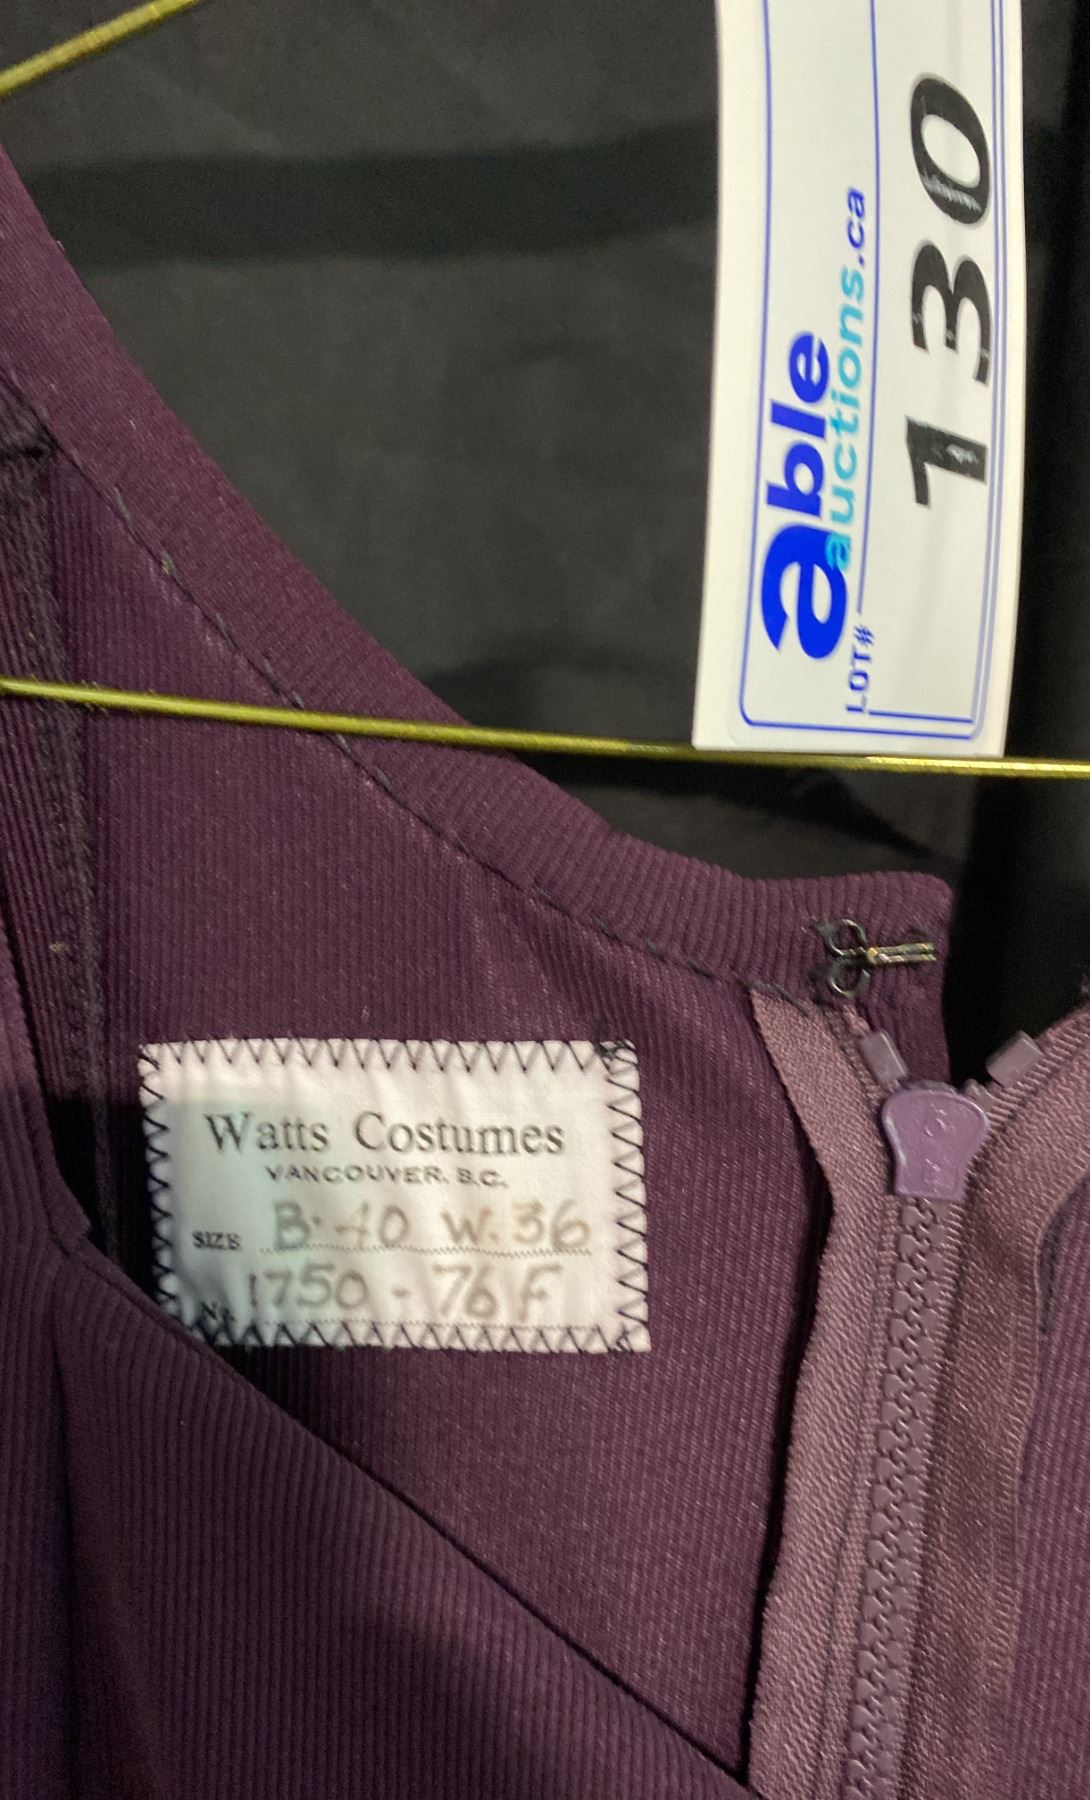 able
auctions.ca
LOT# 130
Watts Costumes
VANCOUVER, B.C.
SIZE B. 40 W. 36
No. 1750 - 76 F